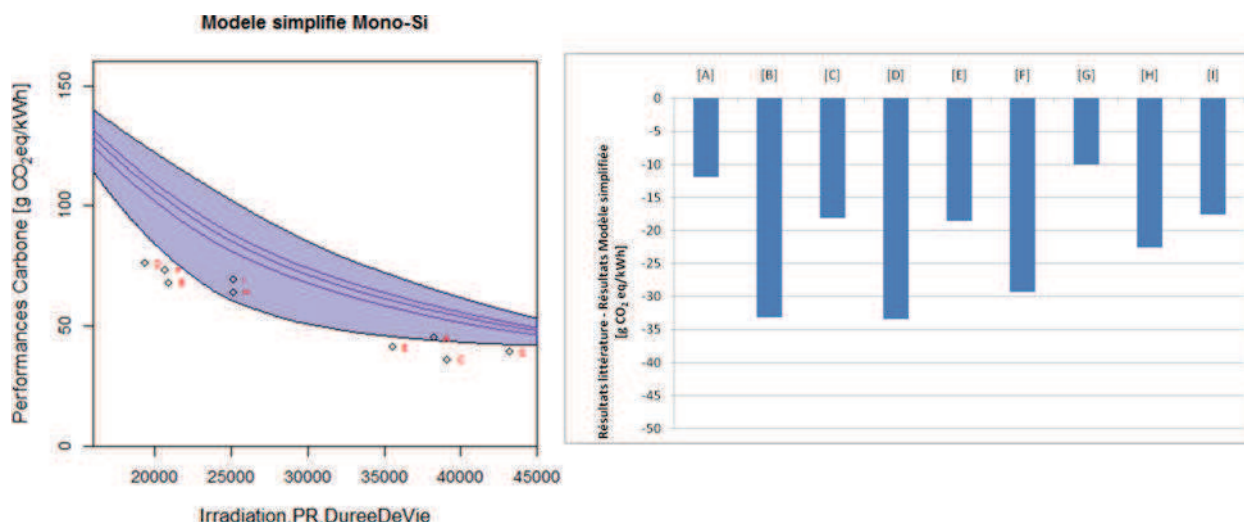 Modele simplifie Mono-Si
Performances Carbone [g CO₂eq/kWh]
150
100
50
0
20000 25000 30000 35000 40000 45000
Irradiation.PR.DureeDeVie
[A] [B] [C] [D] [E] [F] [G] [H] [I]
Résultats littérature - Résultats Modèle simplifiée
[g CO₂ eq/kWh]
0
-5
-10
-15
-20
-25
-30
-35
-40
-45
-50